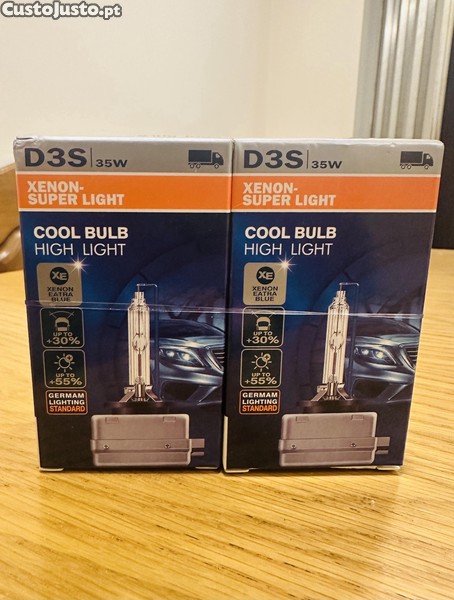 CustoJusto.pt
D3S 35W
XENON-
SUPER LIGHT
COOL BULB
HIGH LIGHT
XE
XENON
EATRA
BLUE
UP TO
+30%
UP TO
+55%
GERMAM
LIGHTING
STANDARD
D3S 35W
XENON-
SUPER LIGHT
COOL BULB
HIGH LIGHT
XE
XENON
EATRA
BLUE
UP TO
+30%
UP TO
+55%
GERMAM
LIGHTING
STANDARD